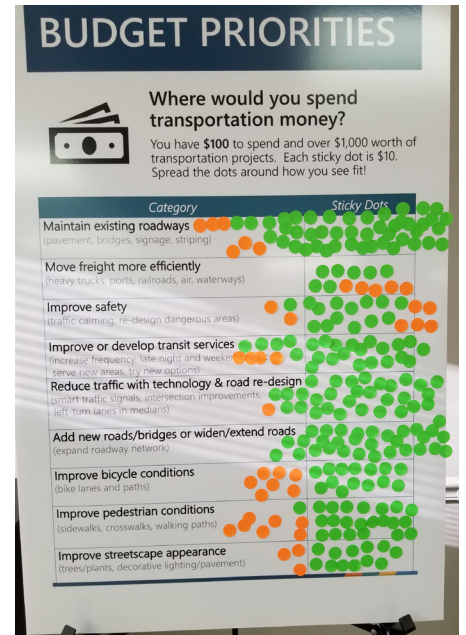 BUDGET PRIORITIES
Where would you spend
transportation money?
You have $100 to spend and over $1,000 worth of
transportation projects. Each sticky dot is $10.
Spread the dots around how you see fit!
Category
Sticky Dots
Maintain existing roadways
(pavement, bridges, signage, striping)
Move freight more efficiently
(heavy trucks, ports, railroads, air, waterways)
Improve safety
(traffic calming, re-design dangerous areas)
Improve or develop transit services
(increase frequency, late night and
serve new areas, try new options)
Reduce traffic with technology & road re-design
(smart traffic signals, intersection improvements,
left-turn lanes in medians)
Add new roads/bridges or widen/extend roads
(expand roadway network)
Improve bicycle conditions
(bike lanes and paths)
Improve pedestrian conditions
(sidewalks, crosswalks, walking paths)
Improve streetscape appearance
(trees/plants, decorative lighting/pavement)